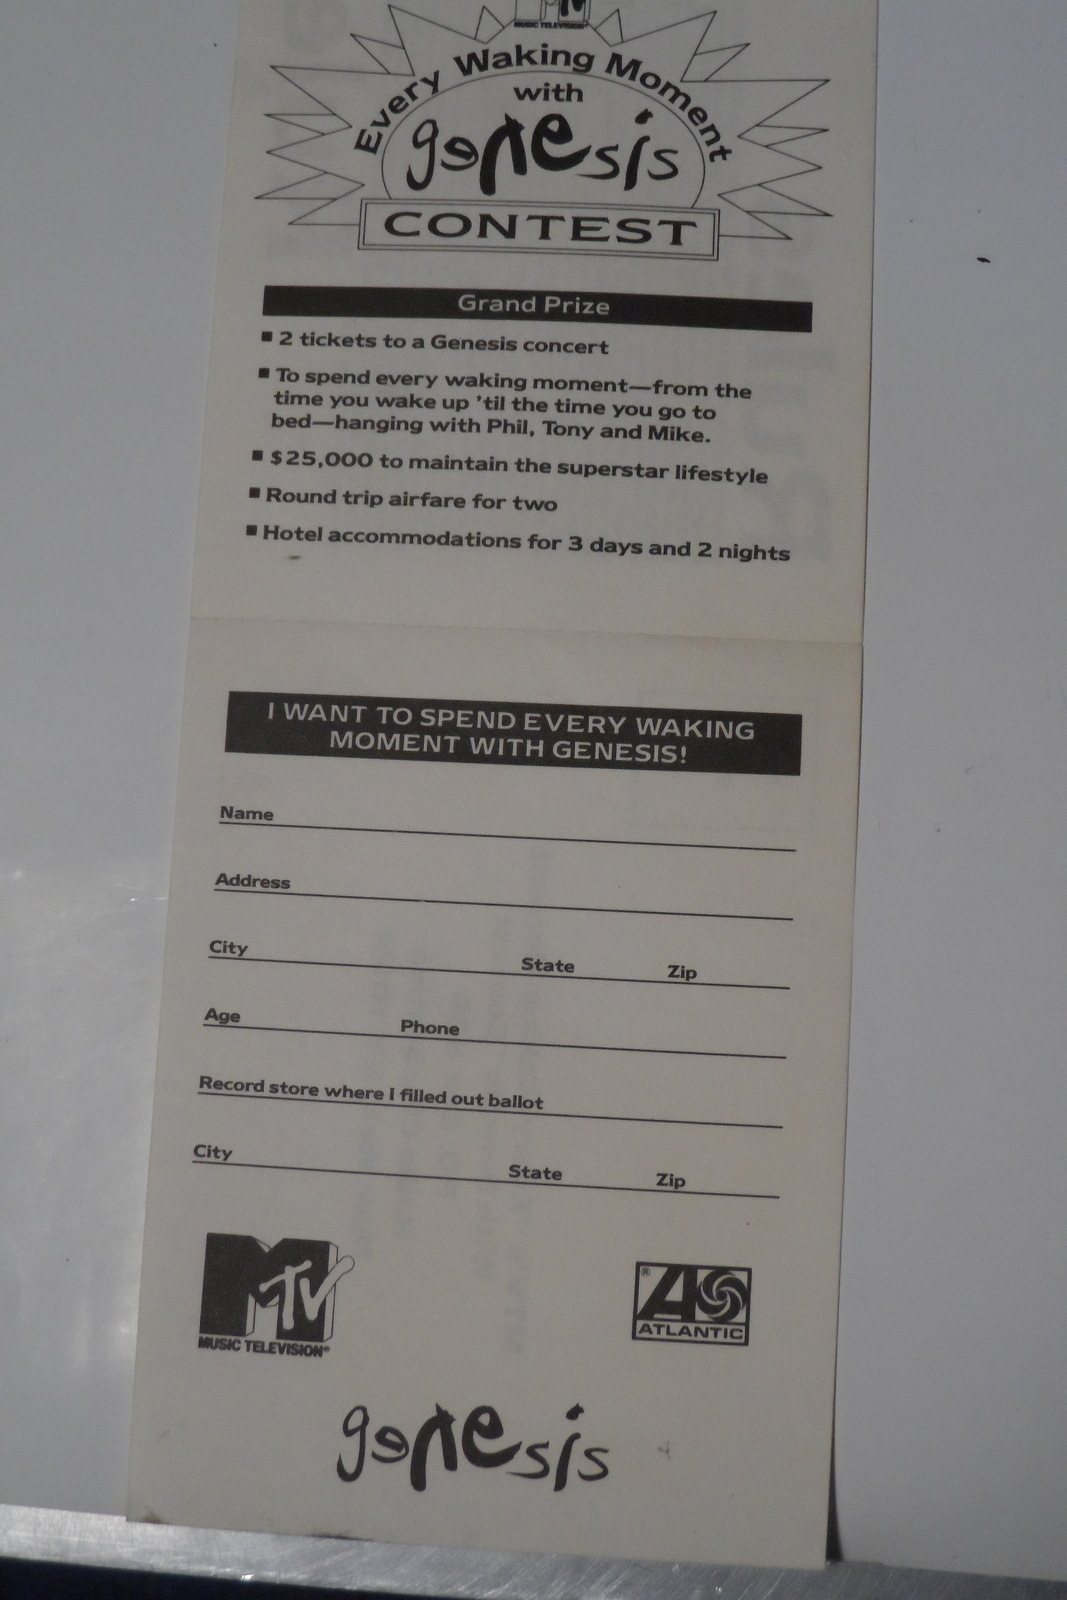 MTV
MUSIC TELEVISION®
Every Waking Moment
with
genesis
CONTEST
Grand Prize
■ 2 tickets to a Genesis concert
■ To spend every waking moment—from the
time you wake up 'til the time you go to
bed—hanging with Phil, Tony and Mike.
■ $25,000 to maintain the superstar lifestyle
■ Round trip airfare for two
■ Hotel accommodations for 3 days and 2 nights
I WANT TO SPEND EVERY WAKING
MOMENT WITH GENESIS!
Name
Address
City State Zip
Age Phone
Record store where I filled out ballot
City State Zip
MTV
MUSIC TELEVISION®
® A
ATLANTIC
genesis